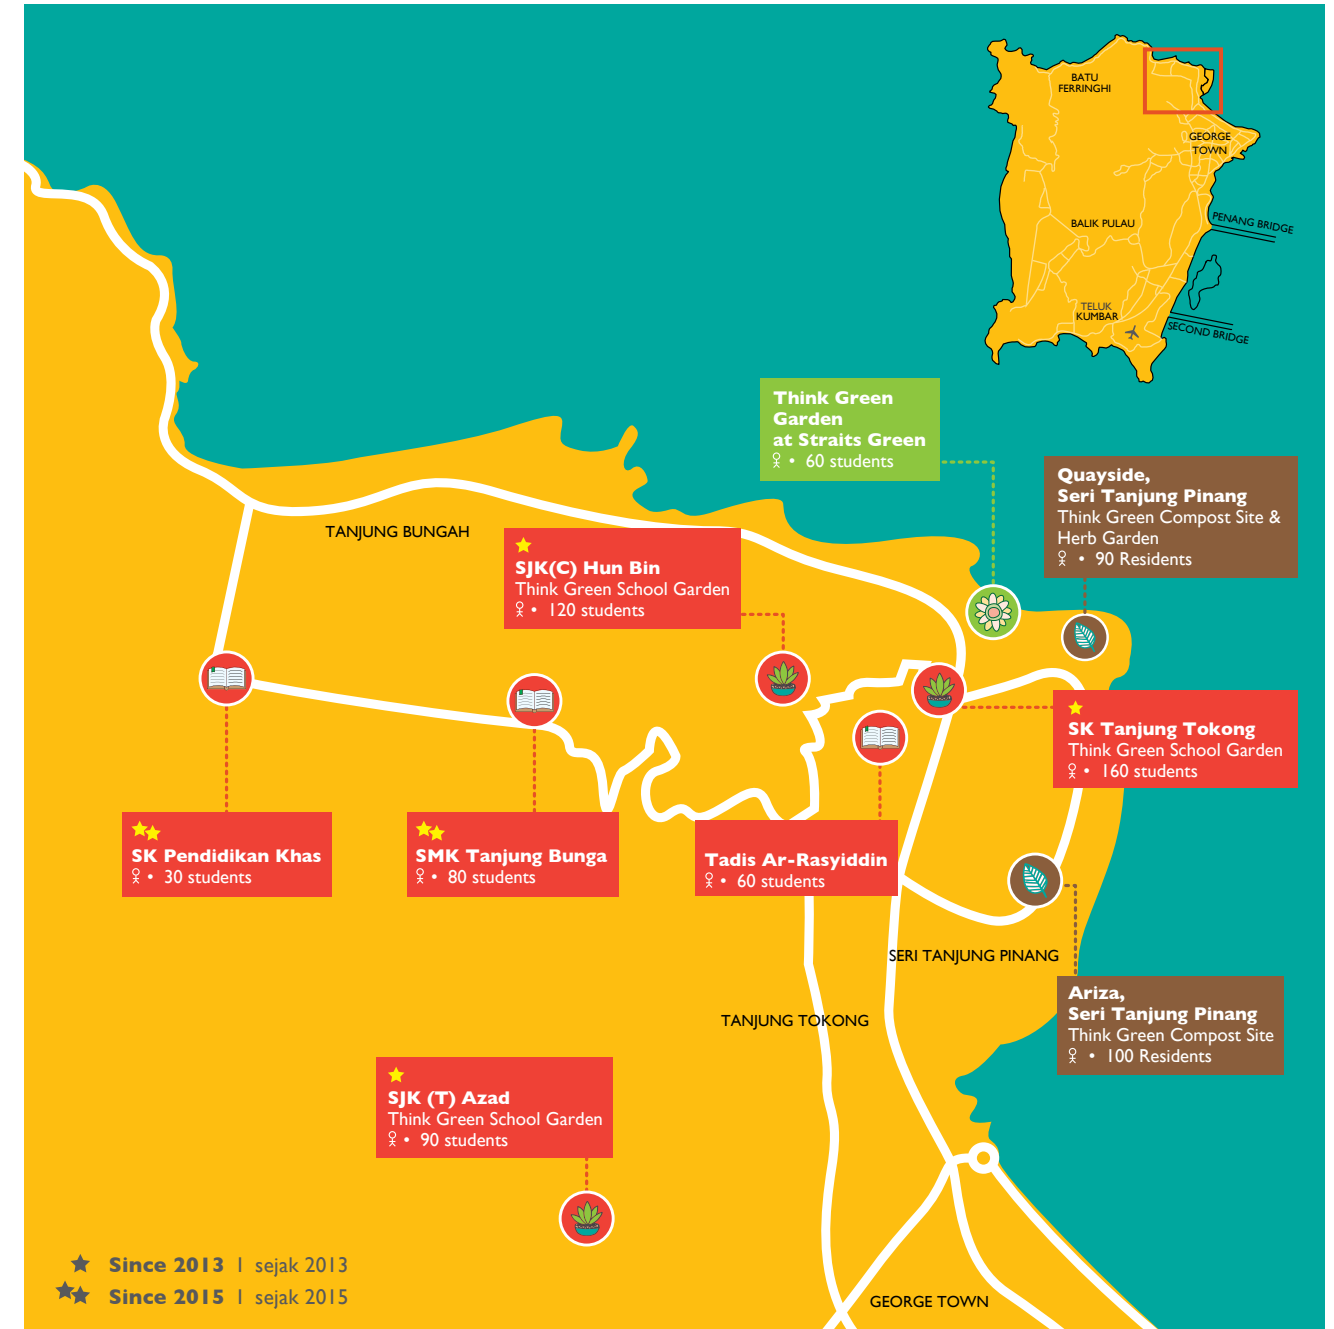 BATU
FERRINGHI
GEORGE
TOWN
BALIK PULAU
PENANG BRIDGE
TELUK
KUMBAR
SECOND BRIDGE
Think Green
Garden
at Straits Green
• 60 students
Quayside,
Seri Tanjung Pinang
Think Green Compost Site &
Herb Garden
• 90 Residents
TANJUNG BUNGAH
SJK(C) Hun Bin
Think Green School Garden
• 120 students
SK Tanjung Tokong
Think Green School Garden
• 160 students
SK Pendidikan Khas
• 30 students
SMK Tanjung Bunga
• 80 students
Tadis Ar-Rasyiddin
• 60 students
SERI TANJUNG PINANG
Ariza,
Seri Tanjung Pinang
Think Green Compost Site
• 100 Residents
TANJUNG TOKONG
SJK (T) Azad
Think Green School Garden
• 90 students
Since 2013 I sejak 2013
Since 2015 I sejak 2015
GEORGE TOWN